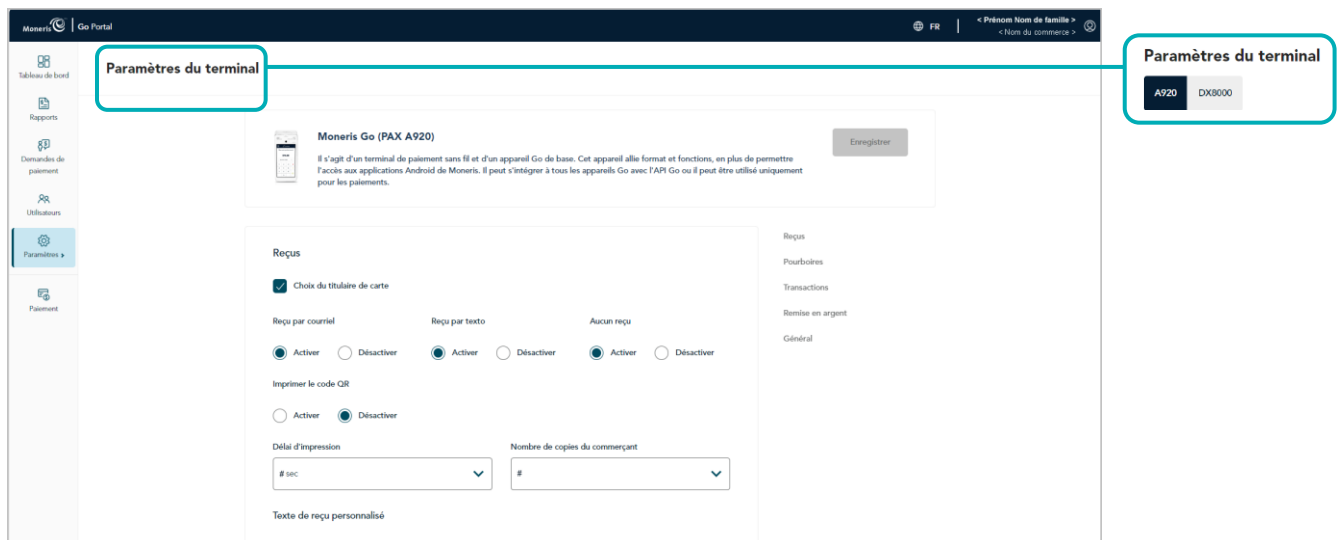 Moneris Go Portal
FR
< Prénom Nom de famille >
< Nom du commerce >
Tableau de bord
Rapports
Demandes de
paiement
Utilisateurs
Paramètres
Paiement
Paramètres du terminal
Paramètres du terminal
A920 DX8000
Moneris Go (PAX A920)
Enregistrer
Il s'agit d'un terminal de paiement sans fil et d'un appareil Go de base. Cet appareil allie format et fonctions, en plus de permettre
l'accès aux applications Android de Moneris. Il peut s'intégrer à tous les appareils Go avec l'API Go ou il peut être utilisé uniquement
pour les paiements.
Reçus
Choix du titulaire de carte
Reçu par courriel Reçu par texto Aucun reçu
Activer Désactiver Activer Désactiver Activer Désactiver
Imprimer le code QR
Activer Désactiver
Délai d'impression Nombre de copies du commerçant
# sec #
Texte de reçu personnalisé
Reçus
Pourboires
Transactions
Remise en argent
Général